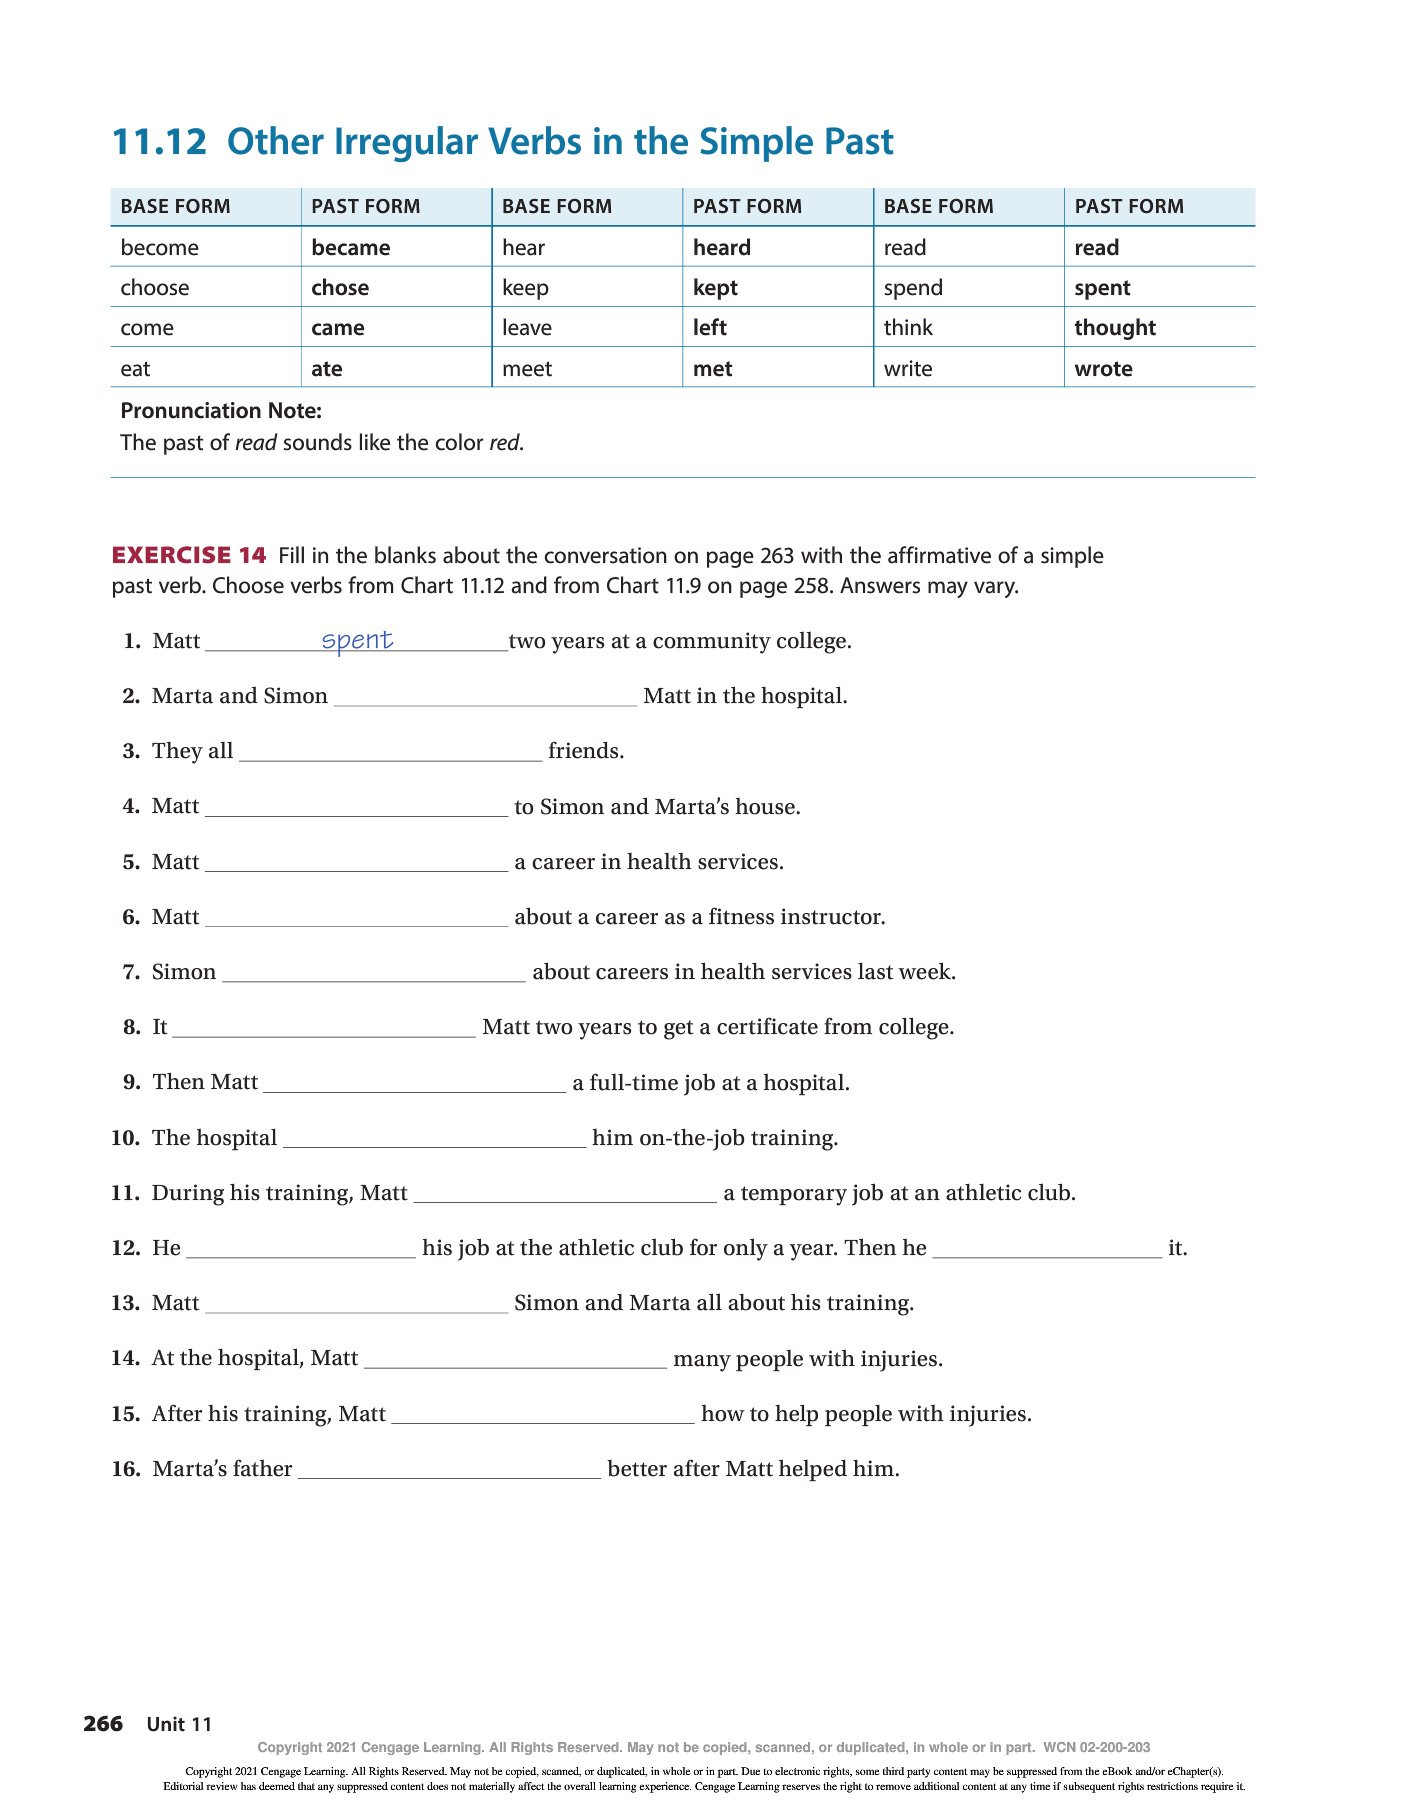 11.12 Other Irregular Verbs in the Simple Past
BASE FORM PAST FORM BASE FORM PAST FORM BASE FORM PAST FORM
become became hear heard read read
choose chose keep kept spend spent
come came leave left think thought
eat ate meet met write wrote
Pronunciation Note:
The past of read sounds like the color red.
EXERCISE 14 Fill in the blanks about the conversation on page 263 with the affirmative of a simple
past verb. Choose verbs from Chart 11.12 and from Chart 11.9 on page 258. Answers may vary.
1. Matt spent two years at a community college.
2. Marta and Simon ____ Matt in the hospital.
3. They all ____ friends.
4. Matt ____ to Simon and Marta’s house.
5. Matt ____ a career in health services.
6. Matt ____ about a career as a fitness instructor.
7. Simon ____ about careers in health services last week.
8. It ____ Matt two years to get a certificate from college.
9. Then Matt ____ a full-time job at a hospital.
10. The hospital ____ him on-the-job training.
11. During his training, Matt ____ a temporary job at an athletic club.
12. He ____ his job at the athletic club for only a year. Then he ____ it.
13. Matt ____ Simon and Marta all about his training.
14. At the hospital, Matt ____ many people with injuries.
15. After his training, Matt ____ how to help people with injuries.
16. Marta’s father ____ better after Matt helped him.
266 Unit 11
Copyright 2021 Cengage Learning. All Rights Reserved. May not be copied, scanned, or duplicated, in whole or in part. WCN 02-200-203
Copyright 2021 Cengage Learning. All Rights Reserved. May not be copied, scanned, or duplicated, in whole or in part. Due to electronic rights, some third party content may be suppressed from the eBook and/or eChapter(s).
Editorial review has deemed that any suppressed content does not materially affect the overall learning experience. Cengage Learning reserves the right to remove additional content at any time if subsequent rights restrictions require it.